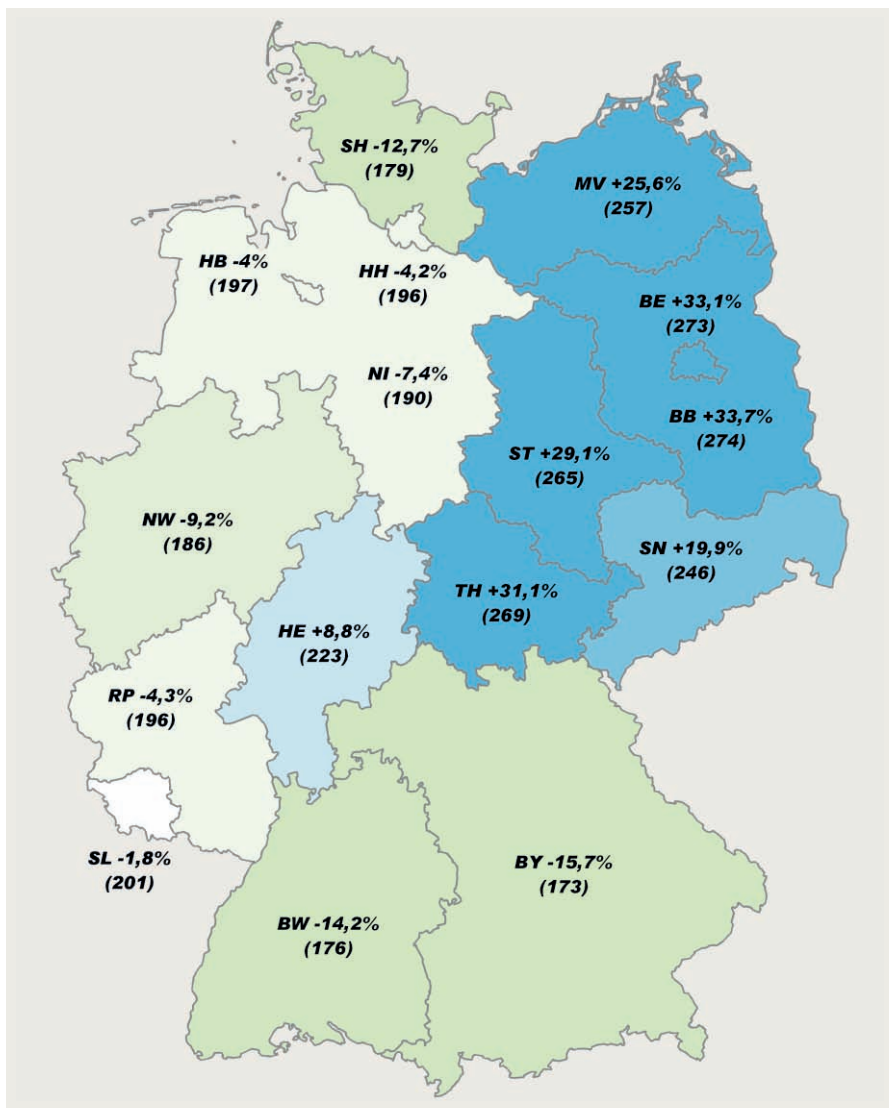 SH -12,7%
(179)
MV +25,6%
(257)
HB -4%
(197)
HH -4,2%
(196)
BE +33,1%
(273)
NI -7,4%
(190)
BB +33,7%
(274)
ST +29,1%
(265)
NW -9,2%
(186)
SN +19,9%
(246)
TH +31,1%
(269)
HE +8,8%
(223)
RP -4,3%
(196)
SL -1,8%
(201)
BY -15,7%
(173)
BW -14,2%
(176)